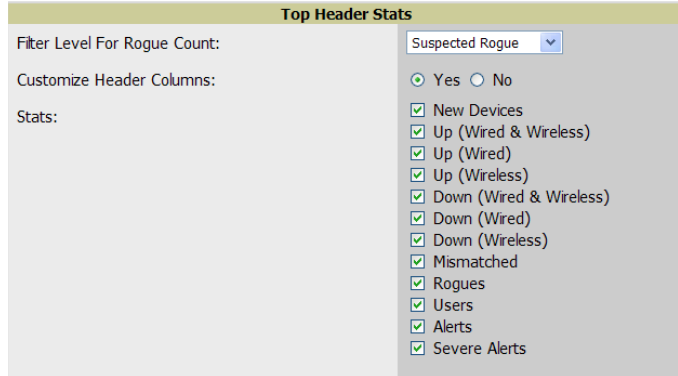 Top Header Stats
Filter Level For Rogue Count:
Suspected Rogue
Customize Header Columns:
Yes No
Stats:
New Devices
Up (Wired & Wireless)
Up (Wired)
Up (Wireless)
Down (Wired & Wireless)
Down (Wired)
Down (Wireless)
Mismatched
Rogues
Users
Alerts
Severe Alerts